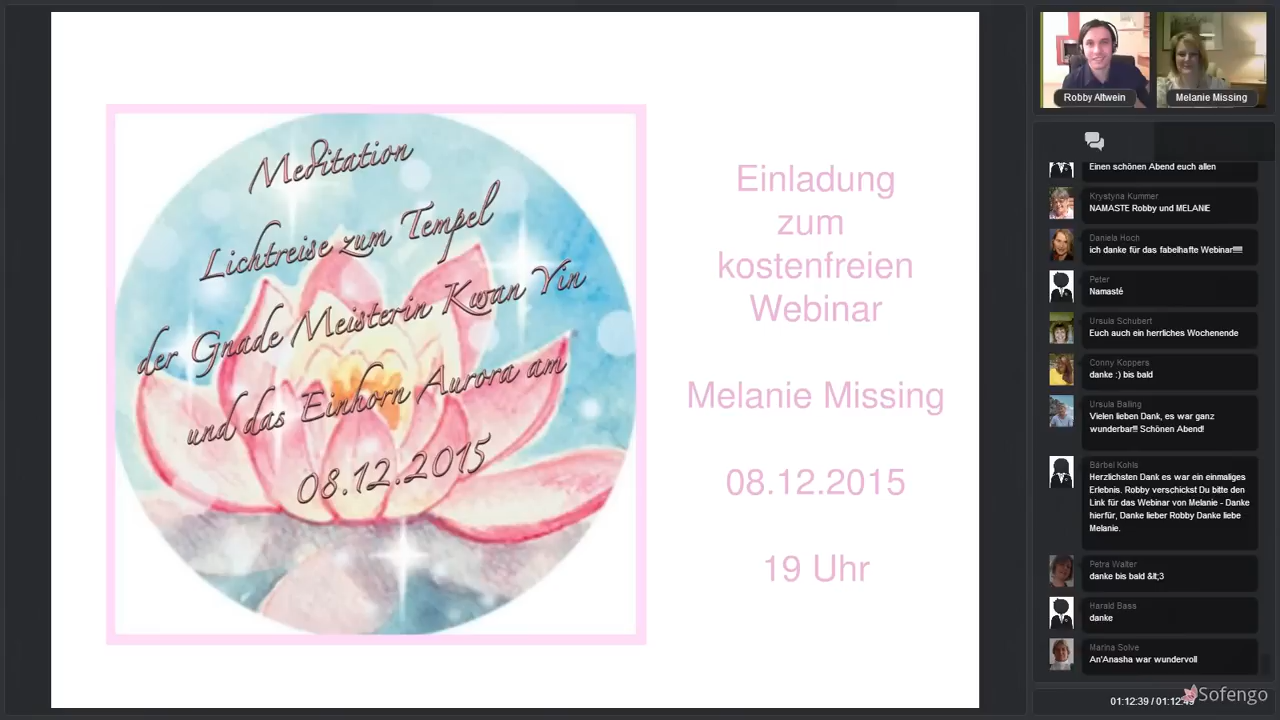 Meditation
Lichtreise zum Tempel
der Gnade Meisterin Kwan Yin
und das Einhorn Aurora am
08.12.2015
Einladung
zum
kostenfreien
Webinar
Melanie Missing
08.12.2015
19 Uhr
Robby Altwein
Melanie Missing
Einen schönen Abend euch allen
Krystyna Kummer
NAMASTE Robby und MELANIE
Daniela Hoch
ich danke für das fabelhafte Webinar!!!!!
Peter
Namasté
Ursula Schubert
Euch auch ein herrliches Wochenende
Conny Koppers
danke :) bis bald
Ursula Balling
Vielen lieben Dank, es war ganz
wunderbar!!! Schönen Abend!
Bärbel Kohls
Herzlichsten Dank es war ein einmaliges
Erlebnis. Robby verschickst Du bitte den
Link für das Webinar von Melanie - Danke
hierfür, Danke lieber Robby Danke liebe
Melanie.
Petra Walter
danke bis bald &lt;3
Harald Bass
danke
Marina Solve
An'Anasha war wundervoll
01:12:39 / 01:12:
Sofengo